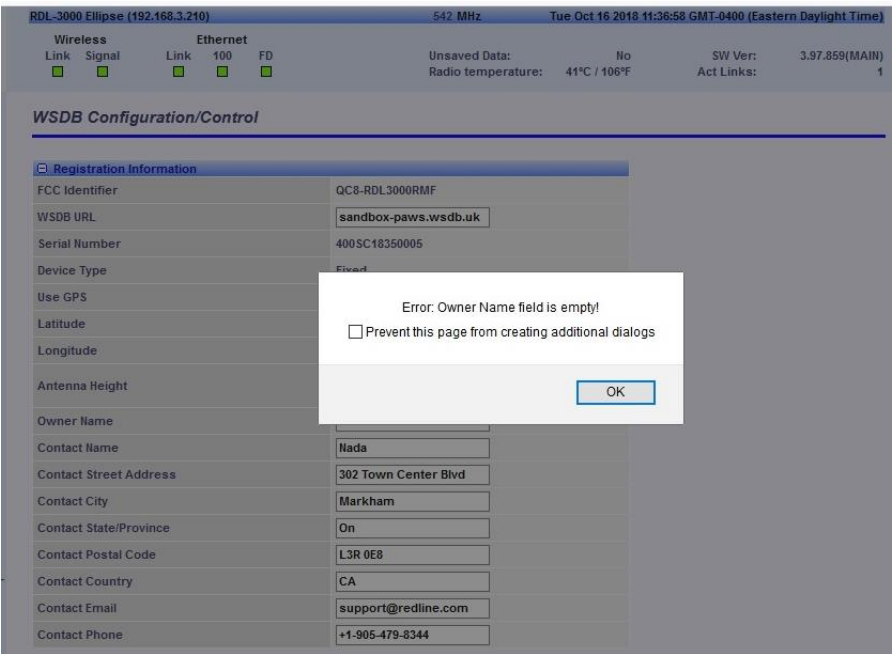 RDL-3000 Ellipse (192.168.3.210) 542 MHz Tue Oct 16 2018 11:36:58 GMT-0400 (Eastern Daylight Time)
Wireless Ethernet
Link Signal Link 100 FD Unsaved Data: No SW Ver: 3.97.859(MAIN)
Radio temperature: 41°C / 106°F Act Links: 1
WSDB Configuration/Control
Registration Information
FCC Identifier QC8-RDL3000RMF
WSDB URL sandbox-paws.wsdb.uk
Serial Number 400SC18350005
Device Type Fixed
Use GPS
Latitude
Longitude
Antenna Height
Error: Owner Name field is empty!
Prevent this page from creating additional dialogs
OK
Owner Name
Contact Name Nada
Contact Street Address 302 Town Center Blvd
Contact City Markham
Contact State/Province On
Contact Postal Code L3R 0E8
Contact Country CA
Contact Email support@redline.com
Contact Phone +1-905-479-8344